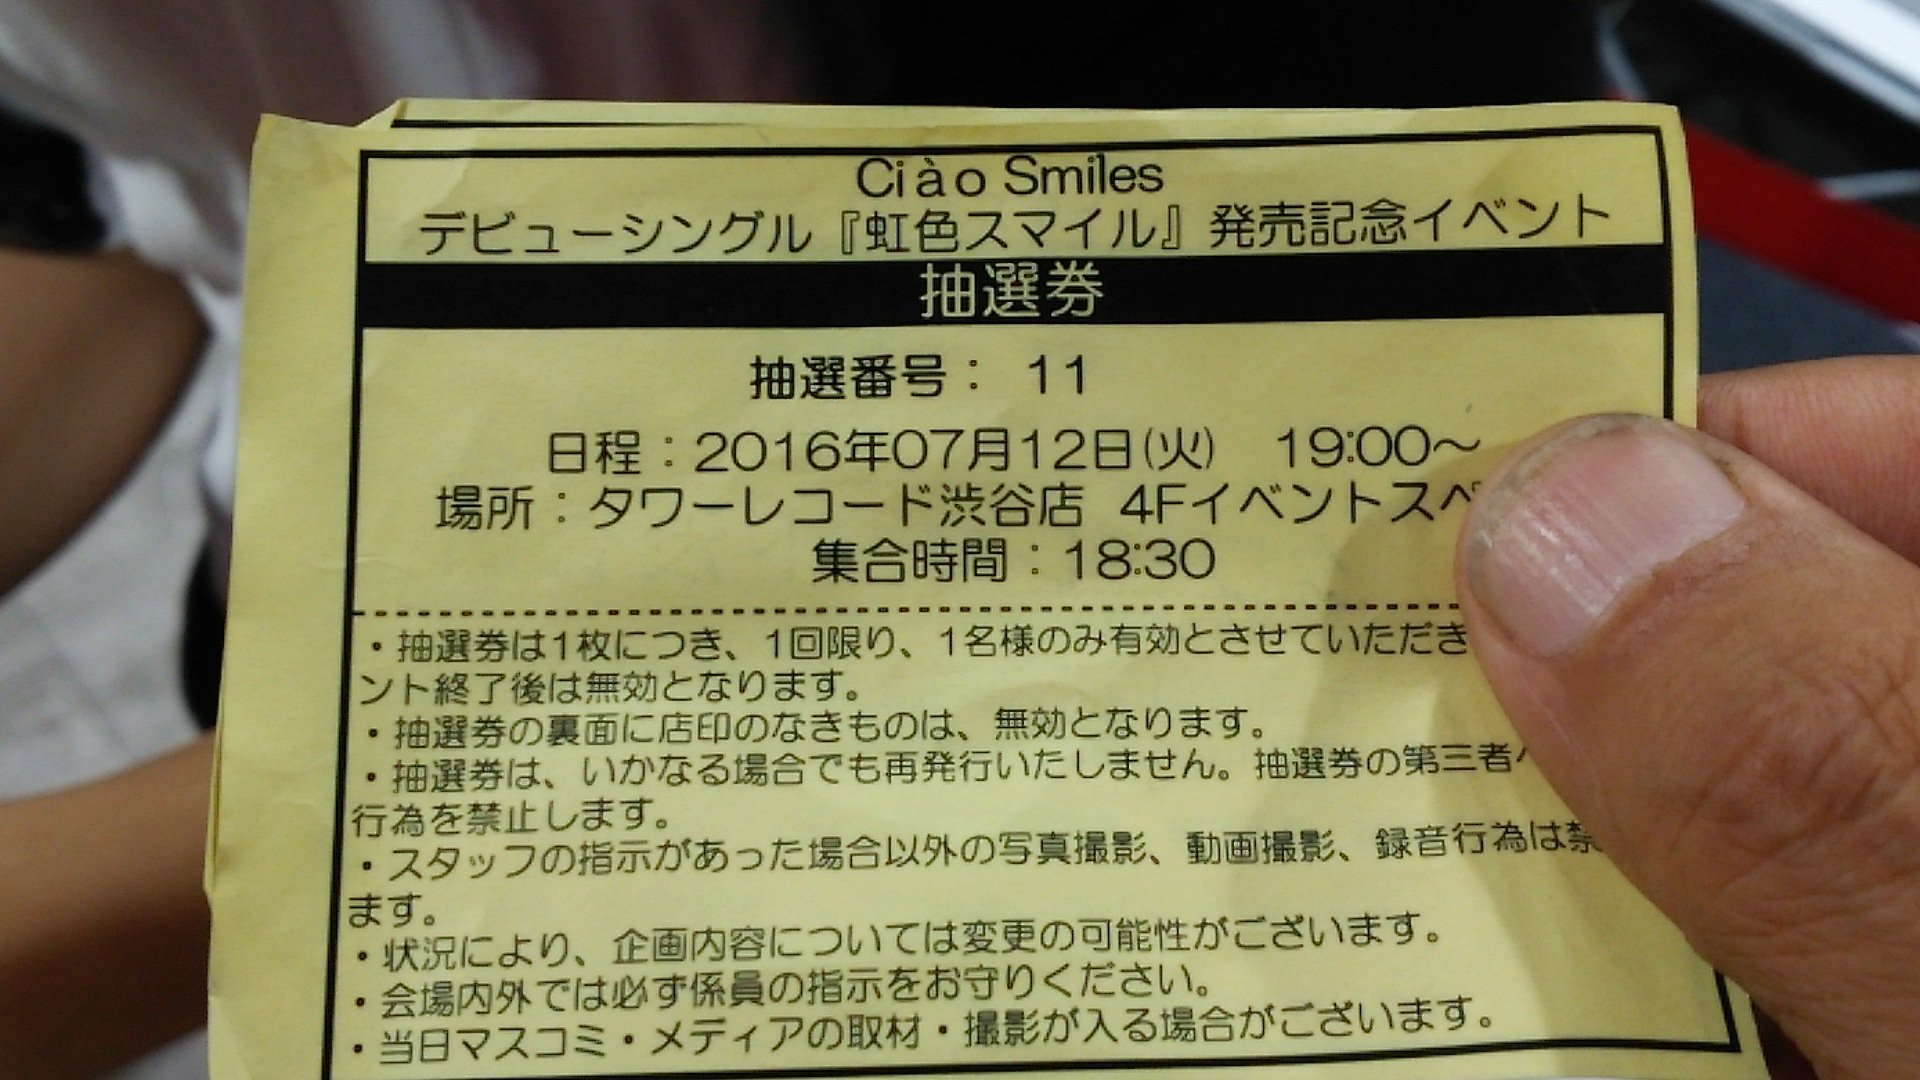 Ciào Smiles
デビューシングル『虹色スマイル』発売記念イベント
抽選券
抽選番号： 11
日程：2016年07月12日(火) 19:00～
場所：タワーレコード渋谷店 4Fイベントスペ
集合時間：18:30
・抽選券は1枚につき、1回限り、1名様のみ有効とさせていただき
ント終了後は無効となります。
・抽選券の裏面に店印のなきものは、無効となります。
・抽選券は、いかなる場合でも再発行いたしません。抽選券の第三者へ
行為を禁止します。
・スタッフの指示があった場合以外の写真撮影、動画撮影、録音行為は禁
ます。
・状況により、企画内容については変更の可能性がございます。
・会場内外では必ず係員の指示をお守りください。
・当日マスコミ・メディアの取材・撮影が入る場合がございます。